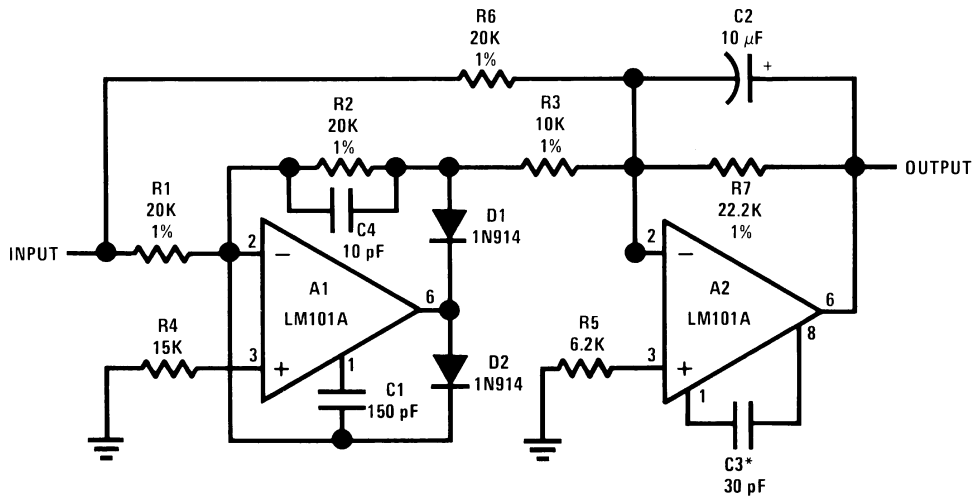 R6
20K
1%
C2
10 µF
+
R2
20K
1%
R3
10K
1%
OUTPUT
R1
20K
1%
C4
10 pF
D1
1N914
R7
22.2K
1%
INPUT
2
−
A1
LM101A
6
2
−
A2
LM101A
6
8
R4
15K
3
+
1
C1
150 pF
D2
1N914
R5
6.2K
3
+
1
C3*
30 pF